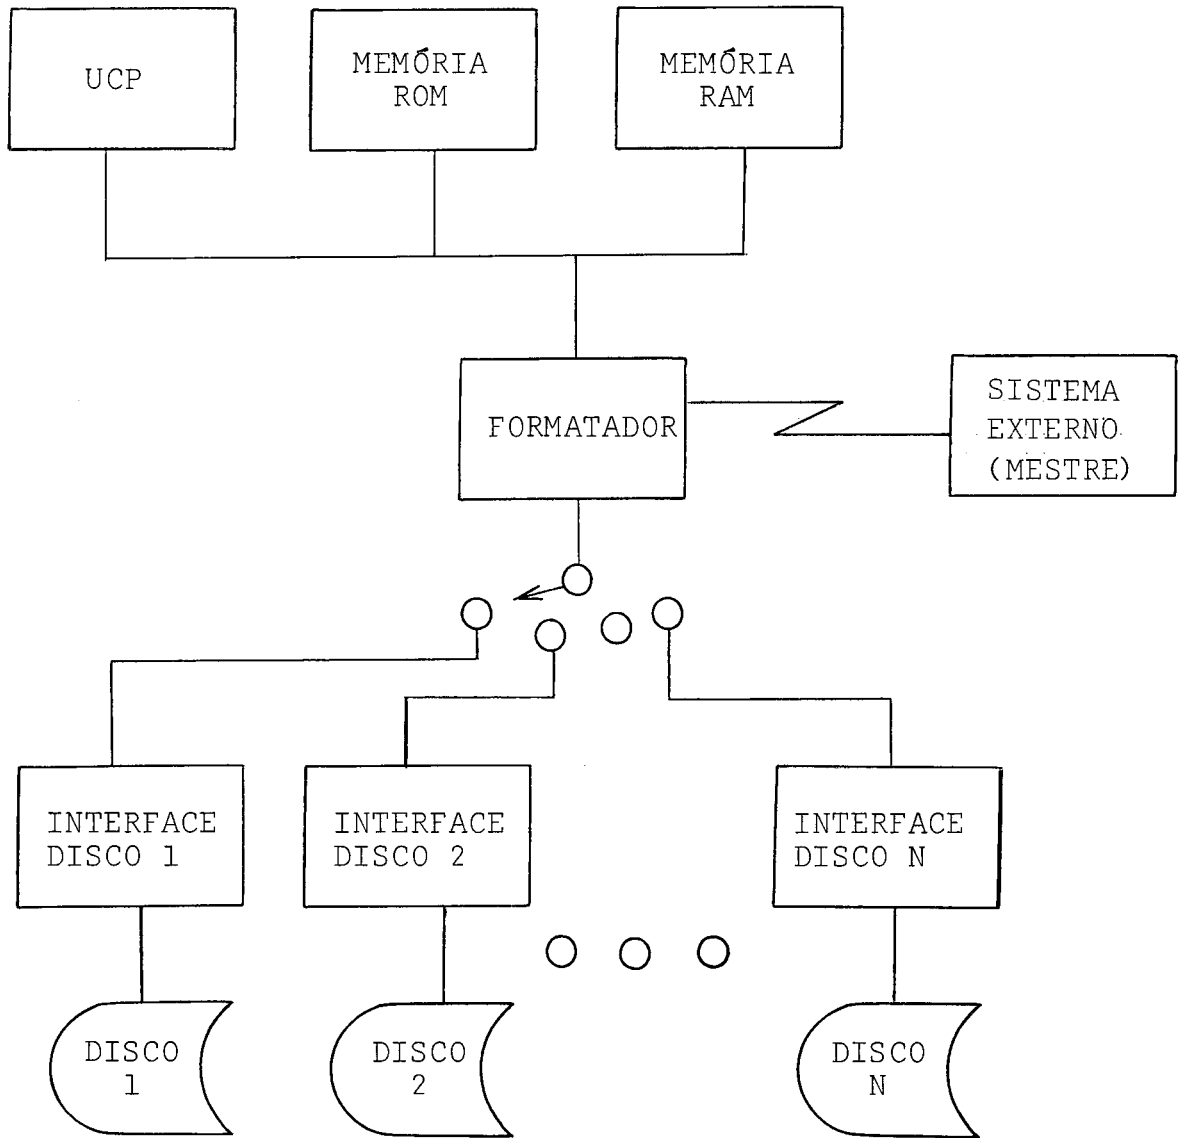 UCP
MEMÓRIA
ROM
MEMÓRIA
RAM
FORMATADOR
SISTEMA
EXTERNO
(MESTRE)
INTERFACE
DISCO 1
INTERFACE
DISCO 2
INTERFACE
DISCO N
DISCO
1
DISCO
2
DISCO
N